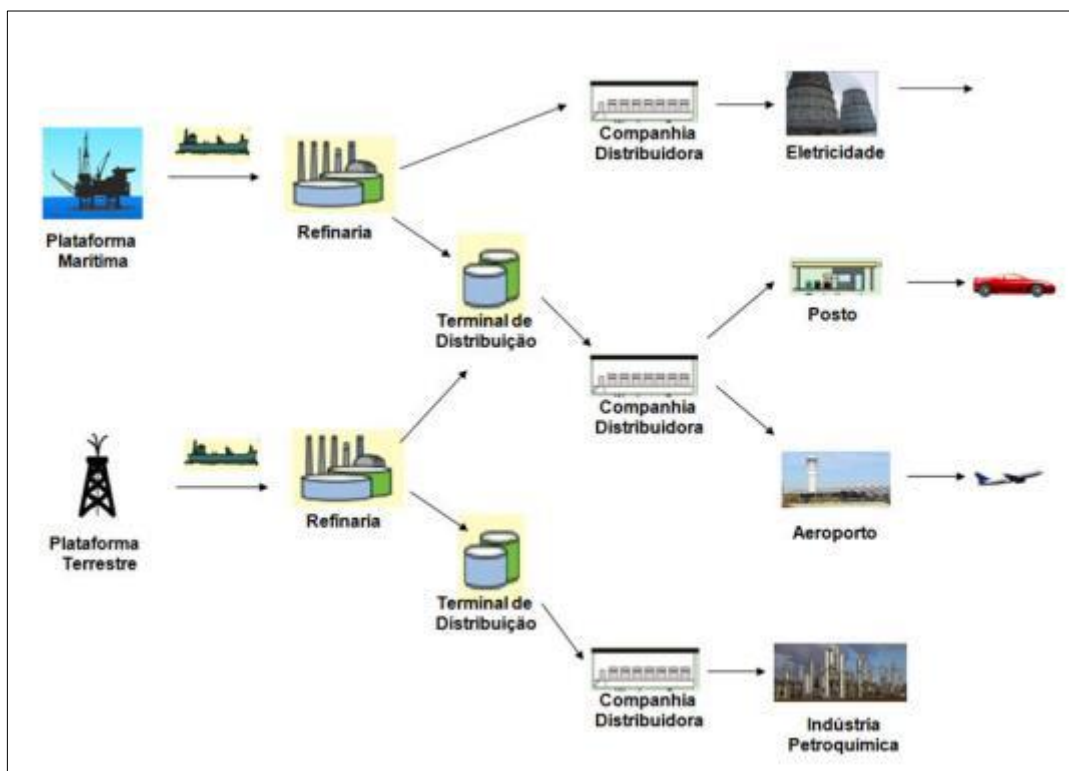 Companhia
Distribuidora
Eletricidade
Plataforma
Marítima
Refinaria
Terminal de
Distribuição
Posto
Companhia
Distribuidora
Plataforma
Terrestre
Refinaria
Aeroporto
Terminal de
Distribuição
Companhia
Distribuidora
Indústria
Petroquímica